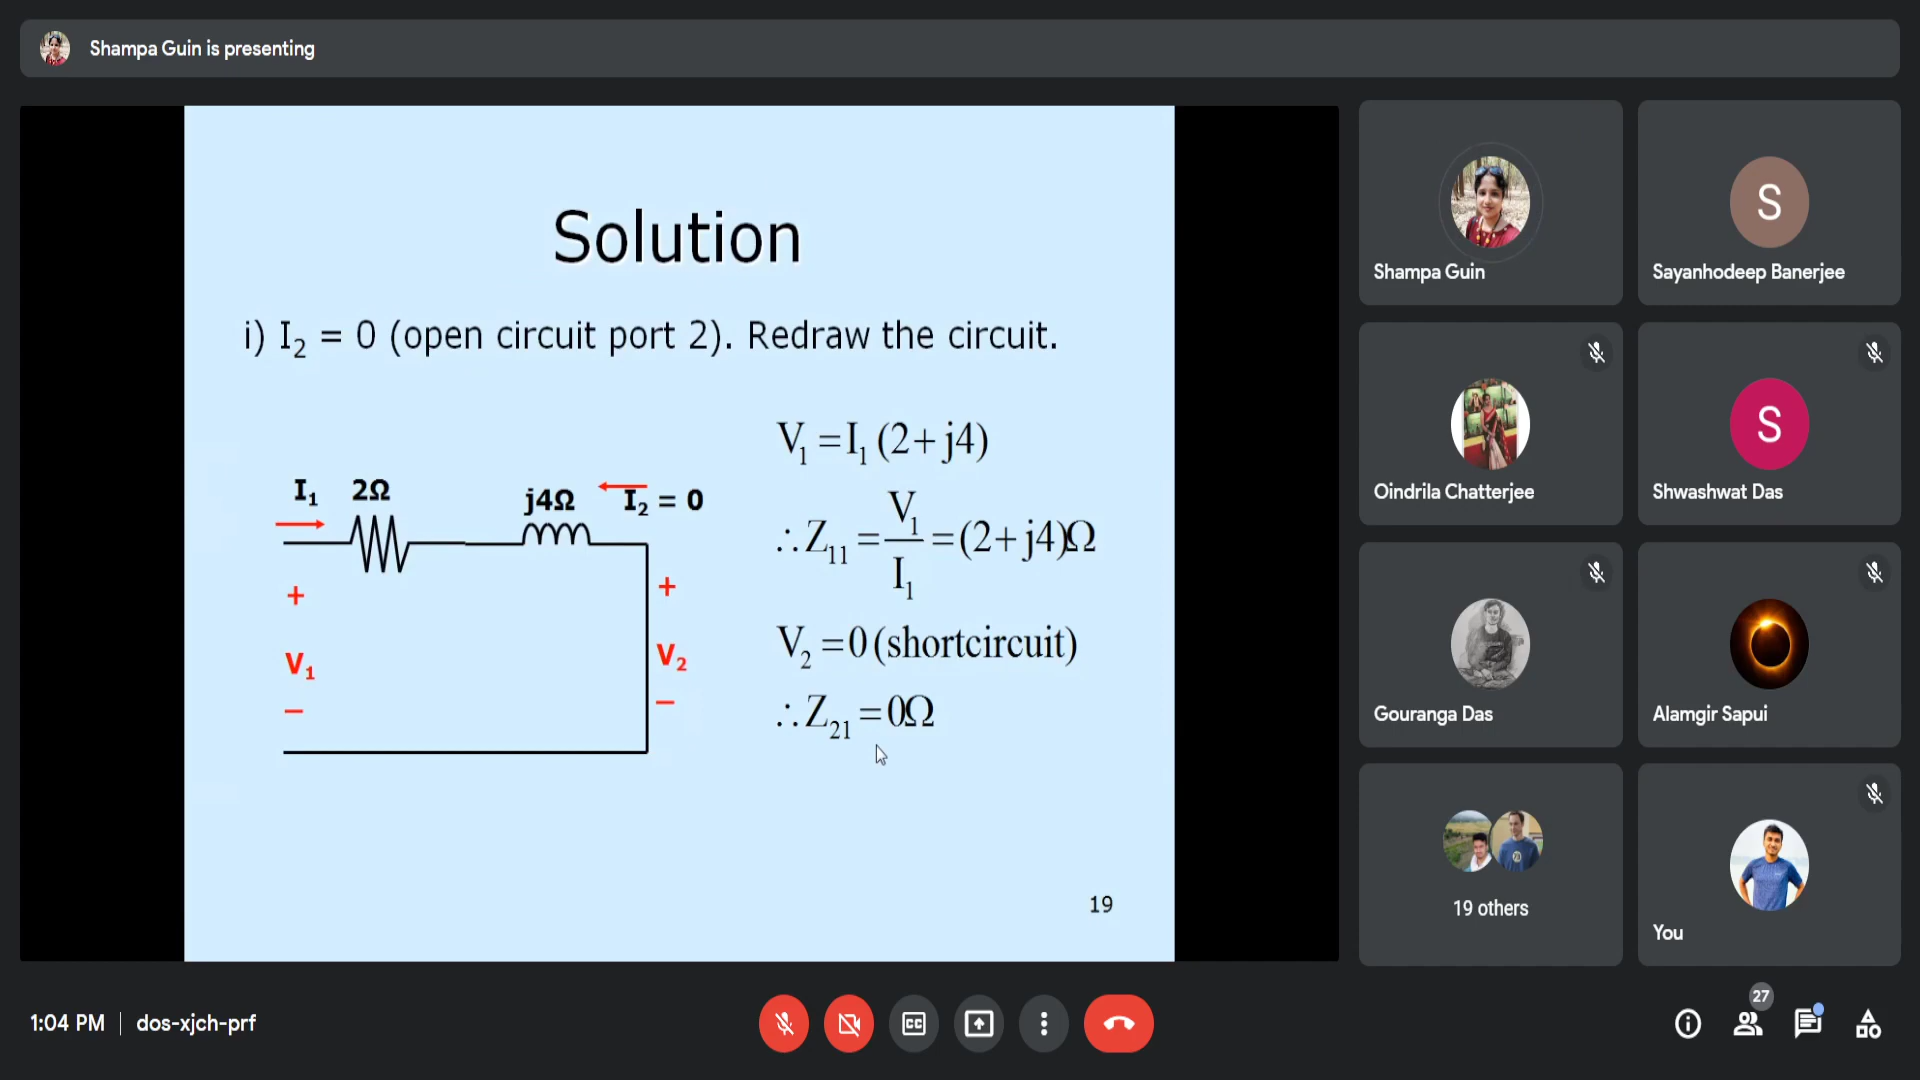 Shampa Guin is presenting
Solution
i) I₂ = 0 (open circuit port 2). Redraw the circuit.
I₁ 2Ω j4Ω I₂ = 0
+ +
V₁ V₂
− −
V₁ = I₁ (2+j4)
∴Z₁₁ = V₁/I₁ = (2+j4)Ω
V₂ = 0 (shortcircuit)
∴Z₂₁ = 0Ω
19
Shampa Guin
S
Sayanhodeep Banerjee
Oindrila Chatterjee
S
Shwashwat Das
Gouranga Das
Alamgir Sapui
19 others
You
1:04 PM | dos-xjch-prf
CC
27